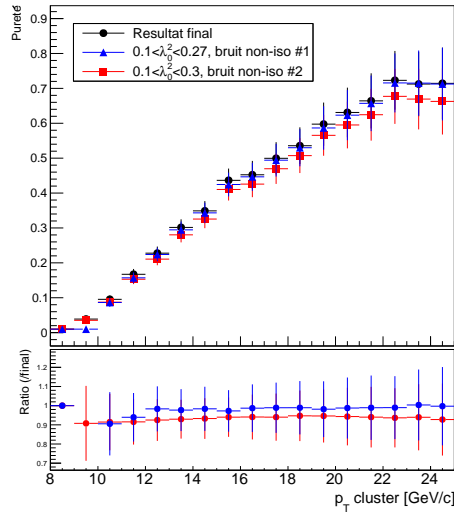 Pureté
0.9
0.8
0.7
0.6
0.5
0.4
0.3
0.2
0.1
0
Resultat final
0.1<λ₀²<0.27, bruit non-iso #1
0.1<λ₀²<0.3, bruit non-iso #2
Ratio (/final)
1.2
1.1
1
0.9
0.8
0.7
8 10 12 14 16 18 20 22 24
p_T cluster [GeV/c]